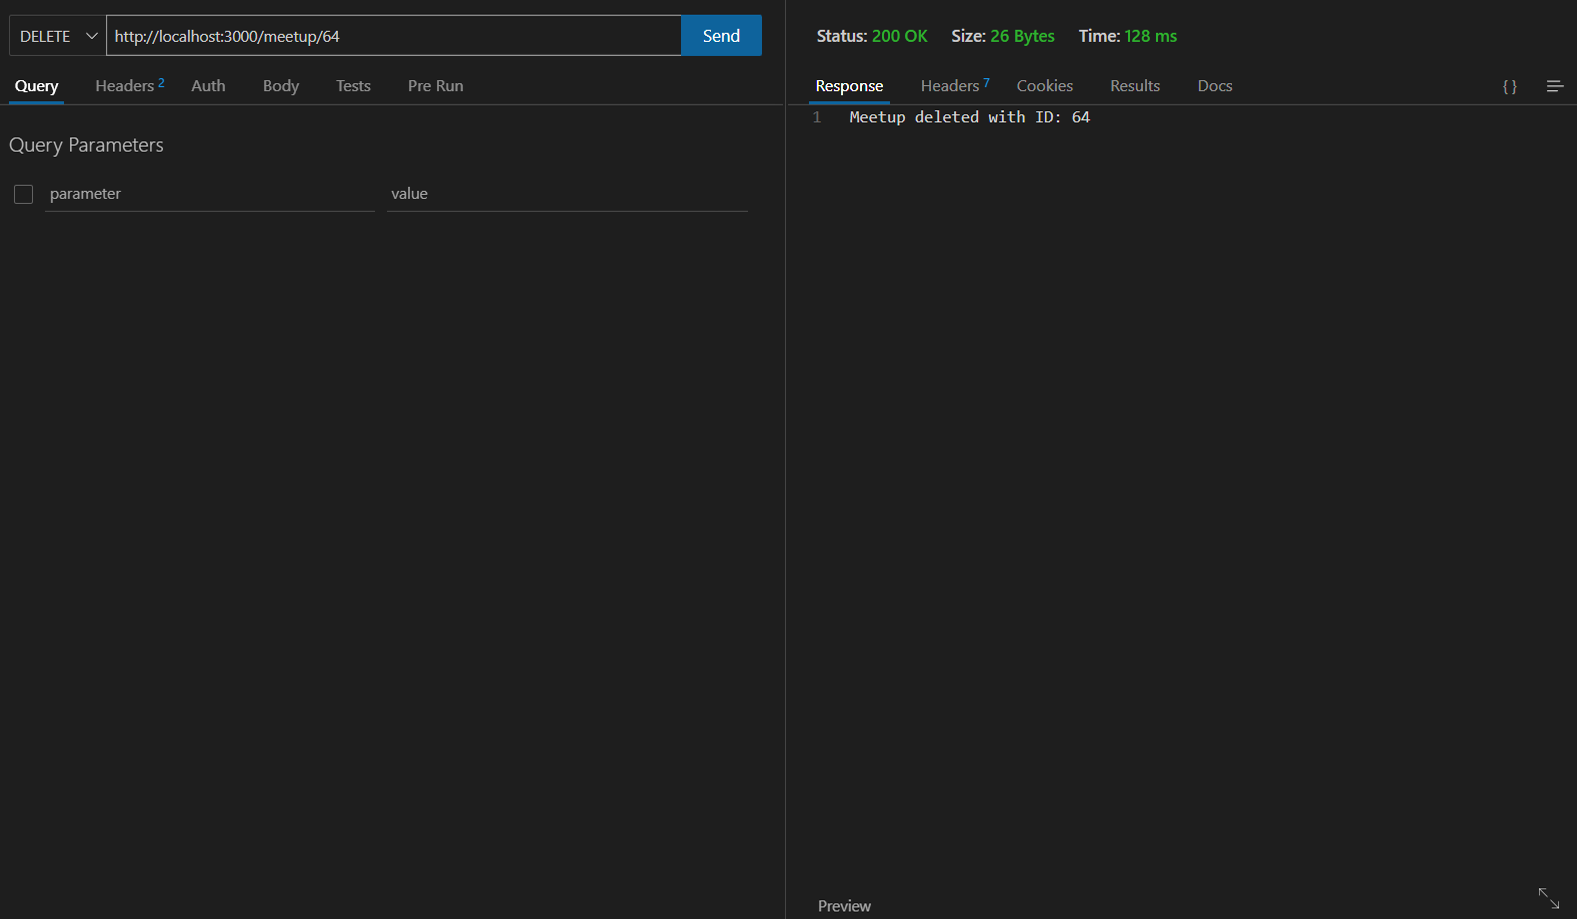 DELETE http://localhost:3000/meetup/64 Send
Query Headers 2 Auth Body Tests Pre Run
Query Parameters
parameter value
Status: 200 OK Size: 26 Bytes Time: 128 ms
Response Headers 7 Cookies Results Docs {}
1 Meetup deleted with ID: 64
Preview